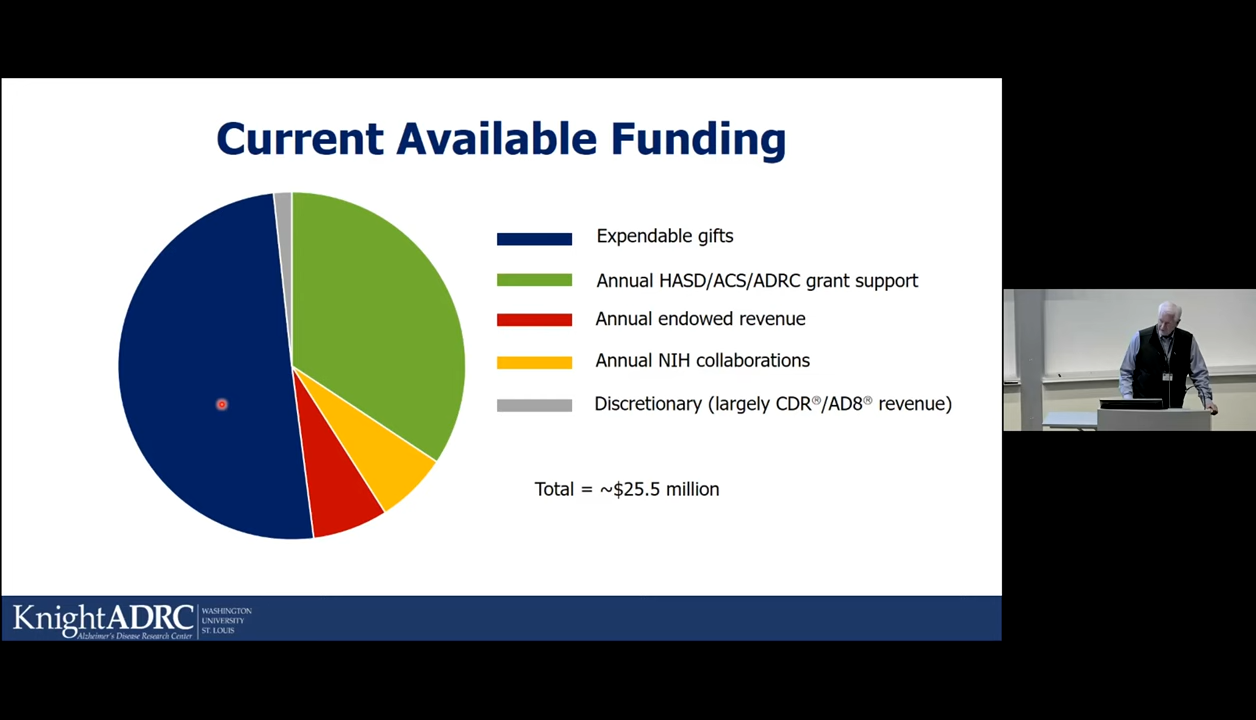 Current Available Funding
Expendable gifts
Annual HASD/ACS/ADRC grant support
Annual endowed revenue
Annual NIH collaborations
Discretionary (largely CDR®/AD8® revenue)
Total = ~$25.5 million
KnightADRC
Alzheimer's Disease Research Center
WASHINGTON
UNIVERSITY
ST. LOUIS